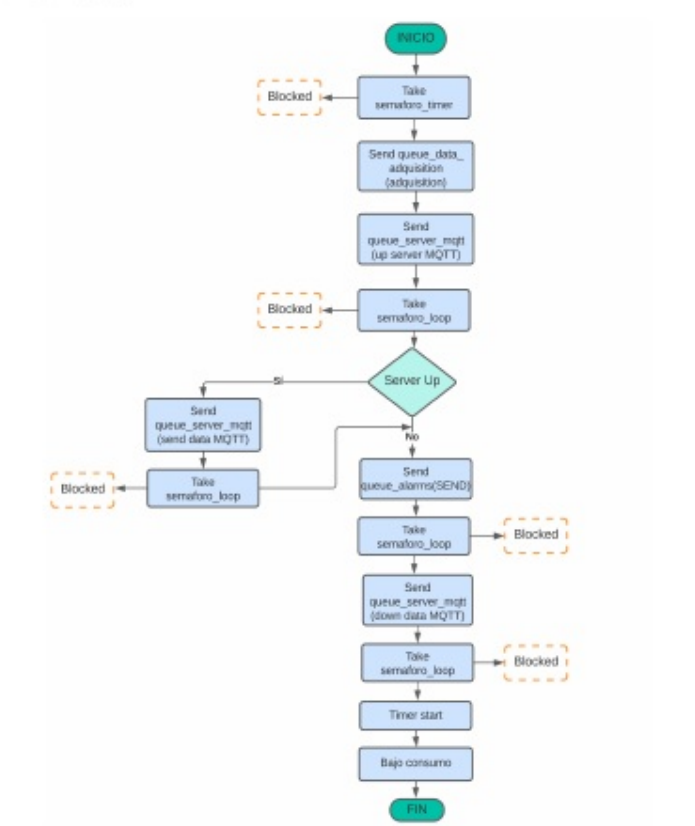 INICIO
Take
semaforo_timer
Blocked
Send queue_data_
adquisition
(adquisition)
Send
queue_server_mqtt
(up server MQTT)
Take
semaforo_loop
Blocked
Server Up
Si
Send
queue_server_mqtt
(send data MQTT)
Take
semaforo_loop
Blocked
No
Send
queue_alarms(SEND)
Take
semaforo_loop
Blocked
Send
queue_server_mqtt
(down data MQTT)
Take
semaforo_loop
Blocked
Timer start
Bajo consumo
FIN